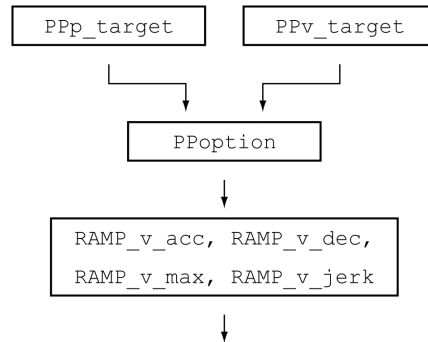 PPp_target
PPv_target
PPoption
RAMP_v_acc, RAMP_v_dec,
RAMP_v_max, RAMP_v_jerk